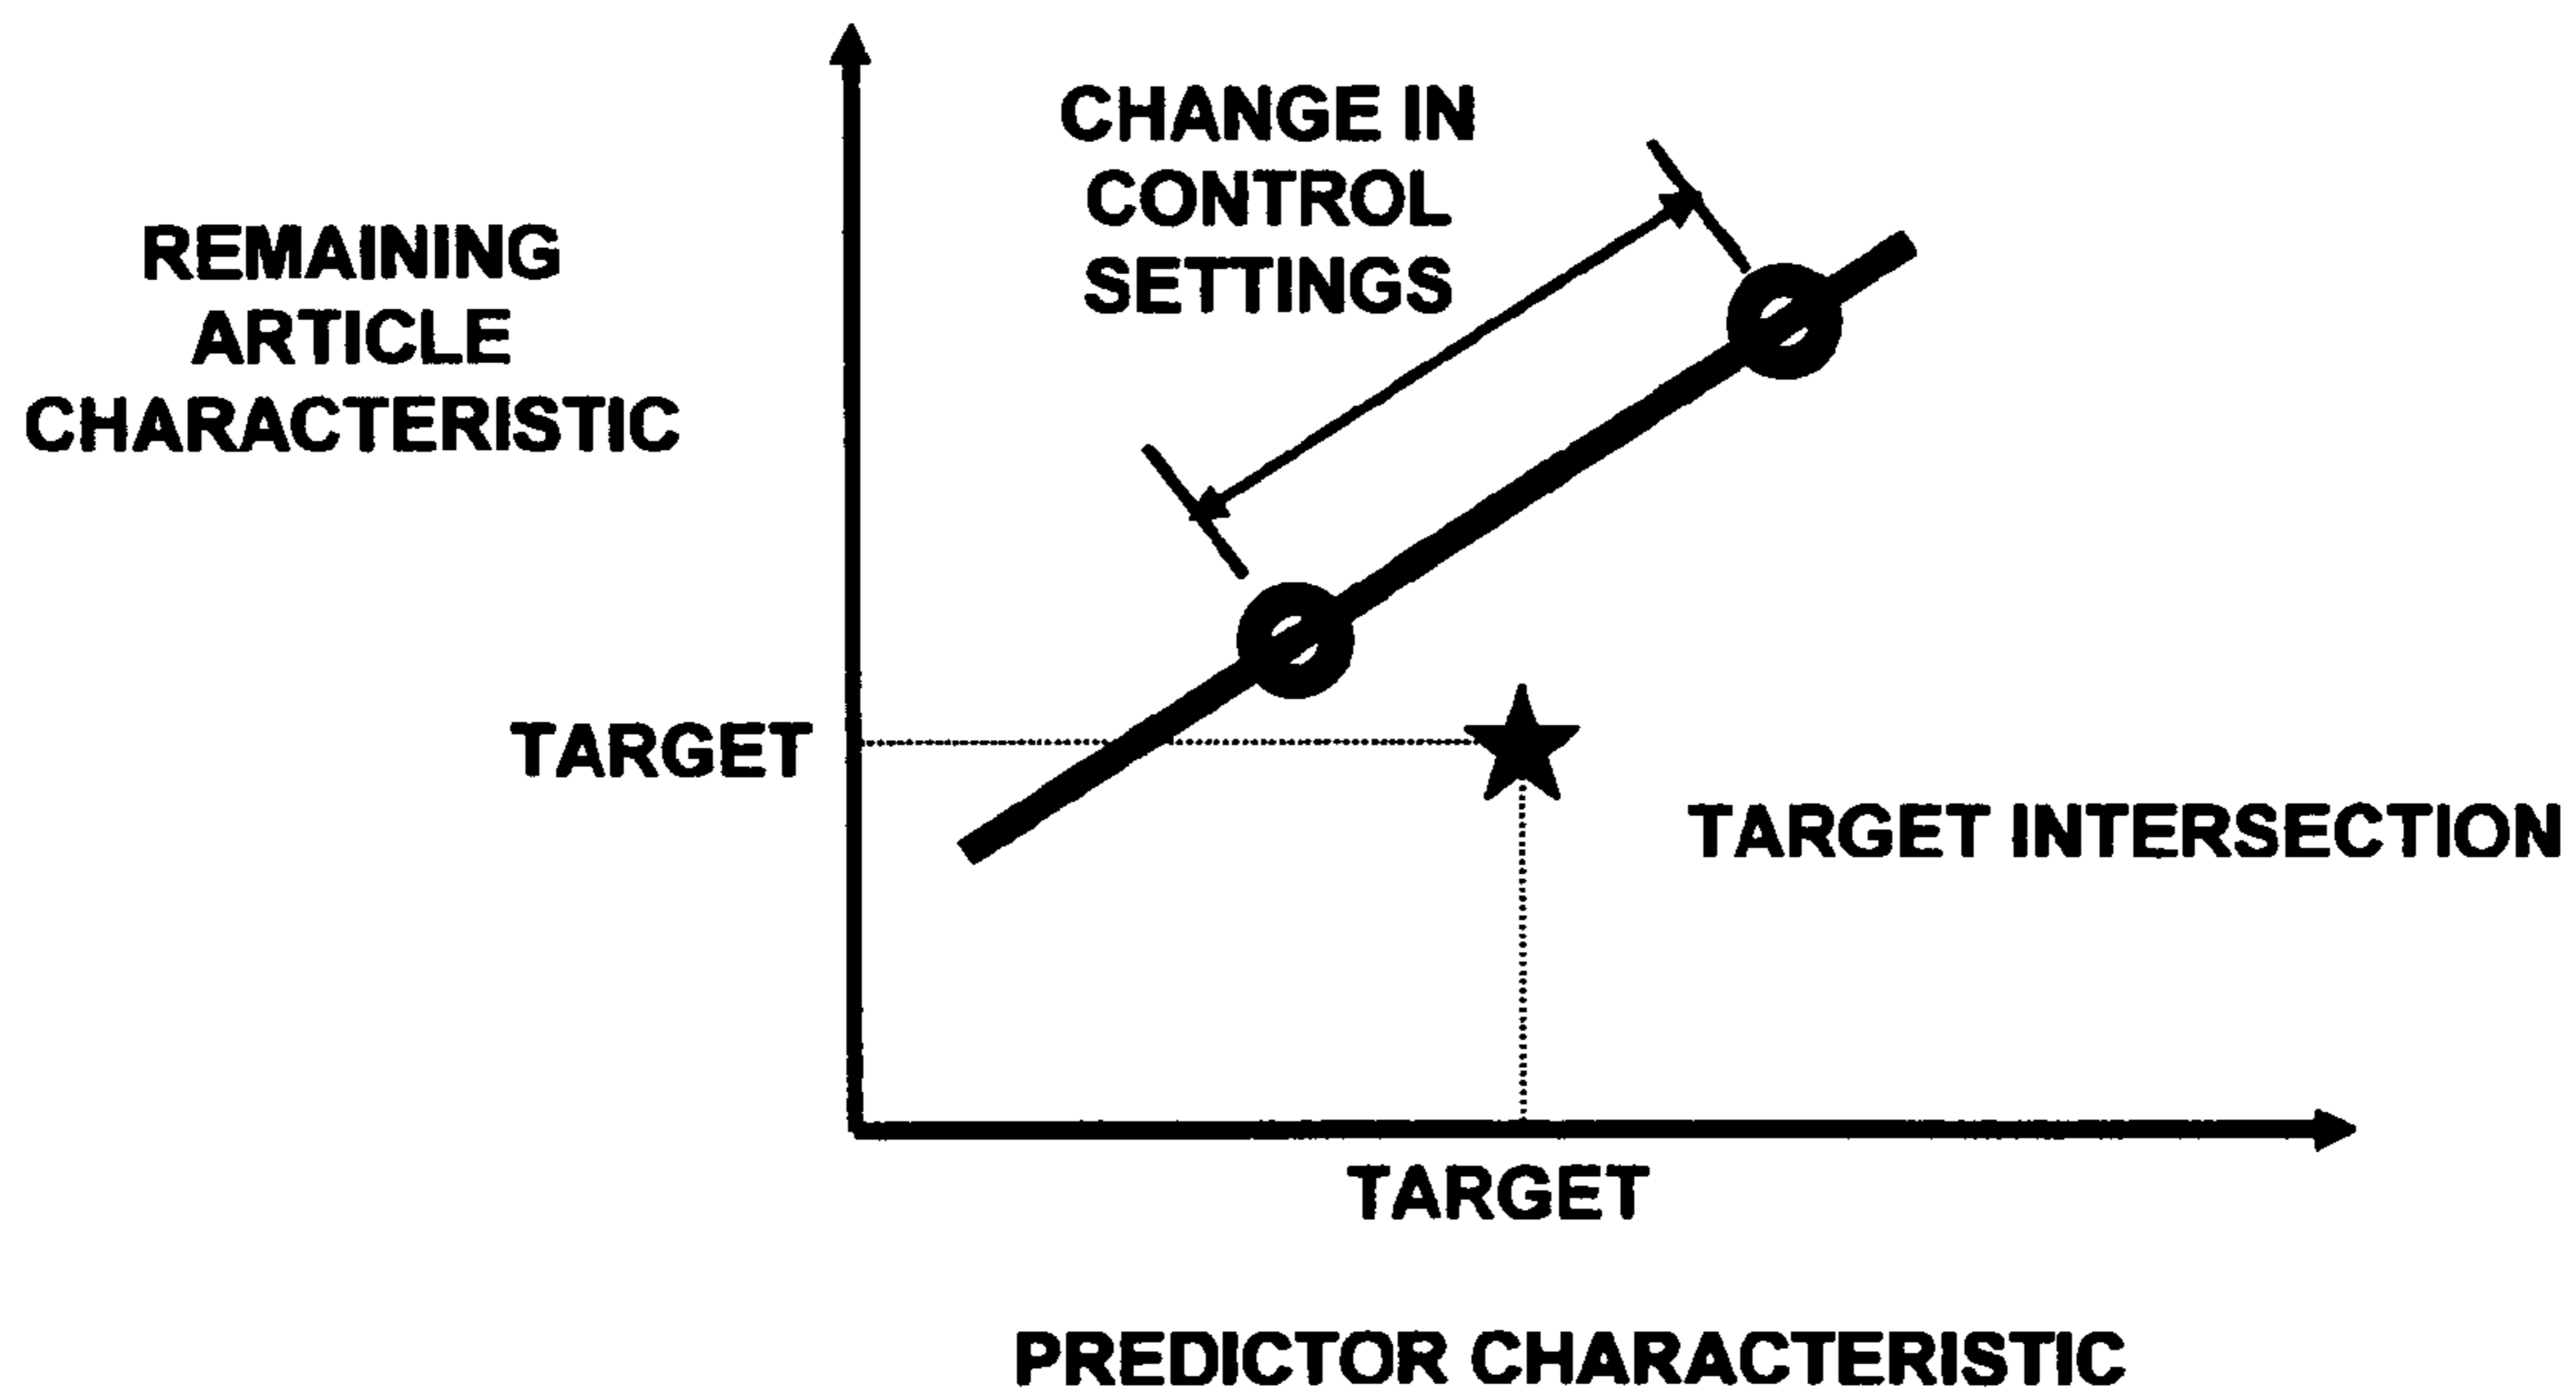 CHANGE IN
CONTROL
SETTINGS
REMAINING
ARTICLE
CHARACTERISTIC
TARGET
TARGET INTERSECTION
TARGET
PREDICTOR CHARACTERISTIC